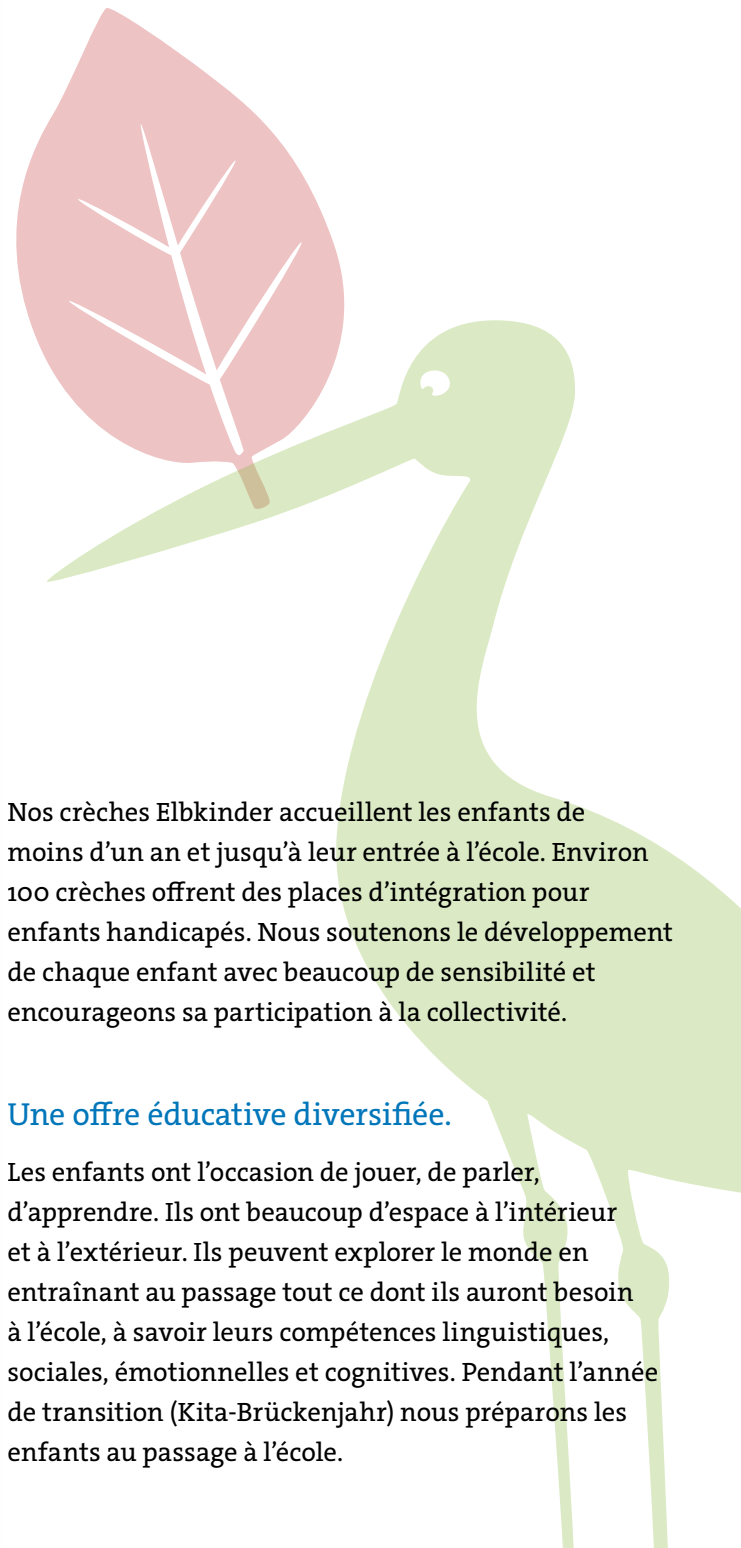 Nos crèches Elbkinder accueillent les enfants de
moins d’un an et jusqu’à leur entrée à l’école. Environ
100 crèches offrent des places d’intégration pour
enfants handicapés. Nous soutenons le développement
de chaque enfant avec beaucoup de sensibilité et
encourageons sa participation à la collectivité.
Une offre éducative diversifiée.
Les enfants ont l’occasion de jouer, de parler,
d’apprendre. Ils ont beaucoup d’espace à l’intérieur
et à l’extérieur. Ils peuvent explorer le monde en
entraînant au passage tout ce dont ils auront besoin
à l’école, à savoir leurs compétences linguistiques,
sociales, émotionnelles et cognitives. Pendant l’année
de transition (Kita-Brückenjahr) nous préparons les
enfants au passage à l’école.